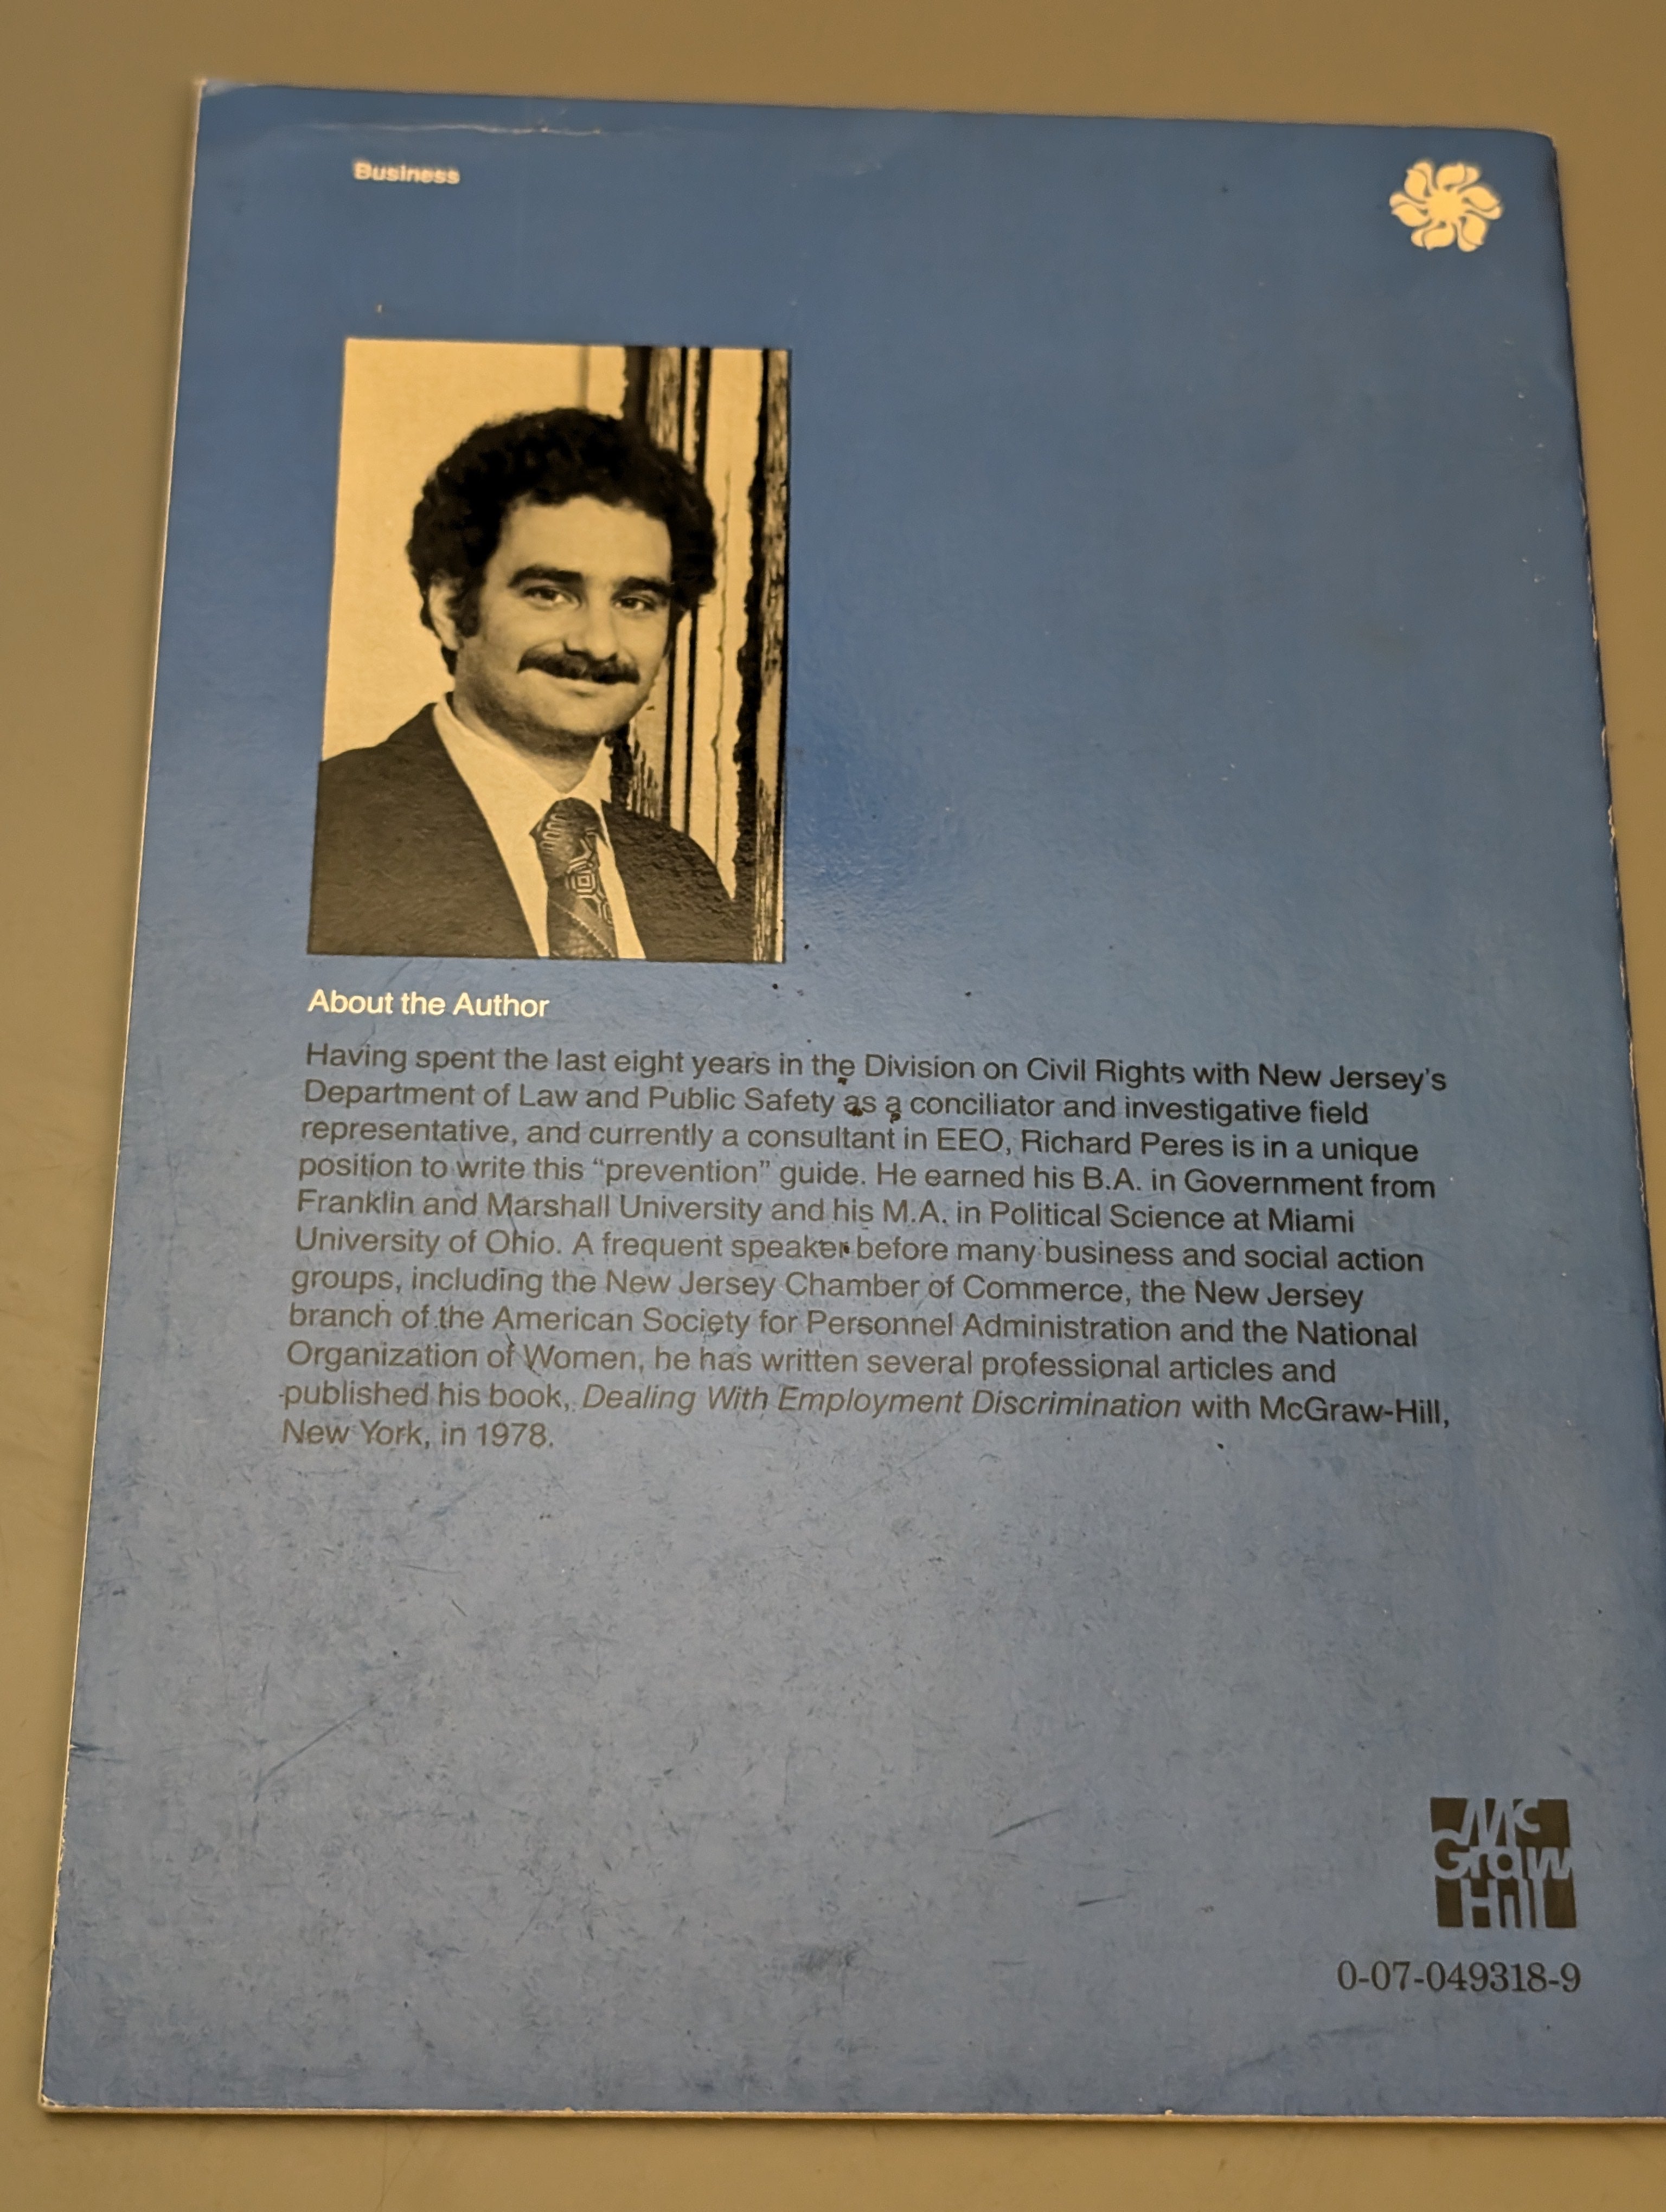 Business
About the Author
Having spent the last eight years in the Division on Civil Rights with New Jersey's
Department of Law and Public Safety as a conciliator and investigative field
representative, and currently a consultant in EEO, Richard Peres is in a unique
position to write this “prevention” guide. He earned his B.A. in Government from
Franklin and Marshall University and his M.A. in Political Science at Miami
University of Ohio. A frequent speaker before many business and social action
groups, including the New Jersey Chamber of Commerce, the New Jersey
branch of the American Society for Personnel Administration and the National
Organization of Women, he has written several professional articles and
published his book, Dealing With Employment Discrimination with McGraw-Hill,
New York, in 1978.
Mc
Graw
Hill
0-07-049318-9